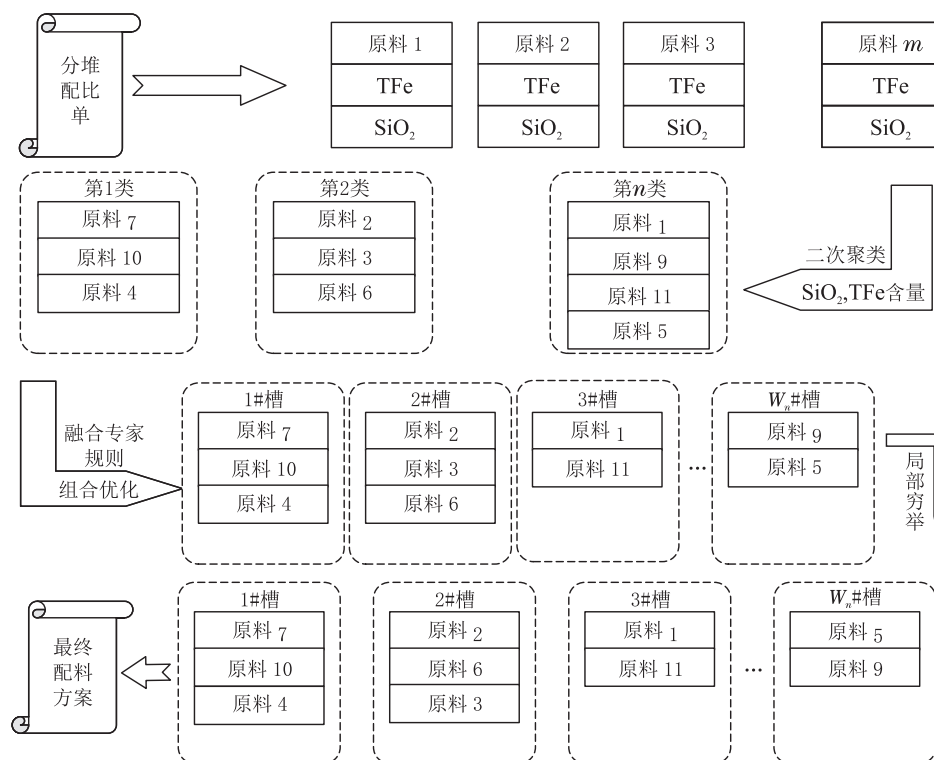 分堆
配比
单
原料 1
TFe
SiO₂
原料 2
TFe
SiO₂
原料 3
TFe
SiO₂
原料 m
TFe
SiO₂
第1类
原料 7
原料 10
原料 4
第2类
原料 2
原料 3
原料 6
第n类
原料 1
原料 9
原料 11
原料 5
二次聚类
SiO₂,TFe含量
融合专家
规则
组合优化
1#槽
原料 7
原料 10
原料 4
2#槽
原料 2
原料 3
原料 6
3#槽
原料 1
原料 11
...
Wₙ#槽
原料 9
原料 5
局
部
穷
举
最终
配料
方案
1#槽
原料 7
原料 10
原料 4
2#槽
原料 2
原料 6
原料 3
3#槽
原料 1
原料 11
...
Wₙ#槽
原料 5
原料 9